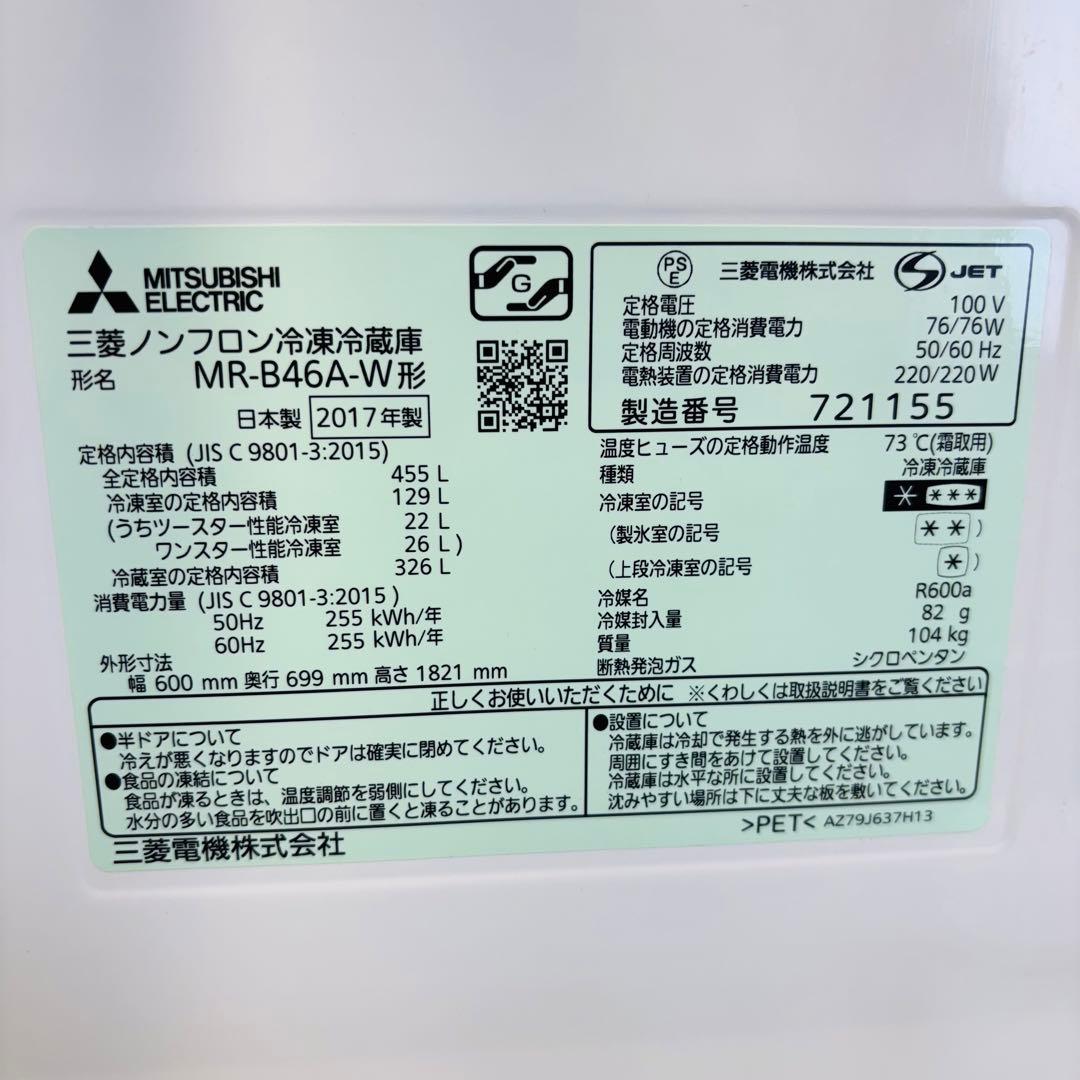 MITSUBISHI
ELECTRIC
三菱ノンフロン冷凍冷蔵庫
形名 MR-B46A-W形
日本製 2017年製
G
定格内容積 (JIS C 9801-3:2015)
全定格内容積 455 L
冷凍室の定格内容積 129 L
(うちツースター性能冷凍室 22 L
ワンスター性能冷凍室 26 L)
冷蔵室の定格内容積 326 L
消費電力量 (JIS C 9801-3:2015)
50Hz 255 kWh/年
60Hz 255 kWh/年
外形寸法
幅 600 mm 奥行 699 mm 高さ 1821 mm
PS
E
三菱電機株式会社 JET
定格電圧 100 V
電動機の定格消費電力 76/76W
定格周波数 50/60 Hz
電熱装置の定格消費電力 220/220W
製造番号 721155
温度ヒューズの定格動作温度 73℃(霜取用)
種類 冷凍冷蔵庫
冷凍室の記号 * ***
(製氷室の記号 **)
(上段冷凍室の記号 *)
冷媒名 R600a
冷媒封入量 82 g
質量 104 kg
断熱発泡ガス シクロペンタン
正しくお使いいただくために ※くわしくは取扱説明書をご覧ください
●半ドアについて
冷えが悪くなりますのでドアは確実に閉めてください。
●食品の凍結について
食品が凍るときは、温度調節を弱側にしてください。
水分の多い食品を吹出口の前に置くと凍ることがあります。
●設置について
冷蔵庫は冷却で発生する熱を外に逃がしています。
周囲にすき間をあけて設置してください。
冷蔵庫は水平な所に設置してください。
沈みやすい場所は下に丈夫な板を敷いてください。
三菱電機株式会社
>PET< AZ79J637H13